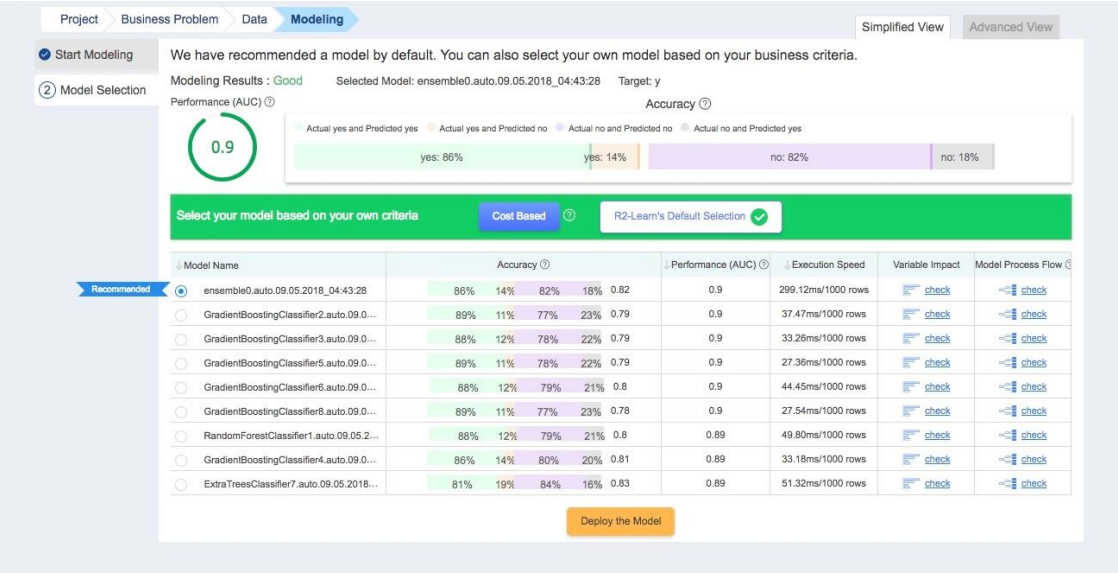 Project Business Problem Data Modeling
Simplified View Advanced View
Start Modeling
2 Model Selection
We have recommended a model by default. You can also select your own model based on your business criteria.
Modeling Results : Good Selected Model: ensemble0.auto.09.05.2018_04:43:28 Target: y
Performance (AUC) ? Accuracy ?
Actual yes and Predicted yes Actual yes and Predicted no Actual no and Predicted no Actual no and Predicted yes
0.9
yes: 86% yes: 14% no: 82% no: 18%
Select your model based on your own criteria Cost Based ? R2-Learn's Default Selection
Model Name Accuracy ? Performance (AUC) ? Execution Speed Variable Impact Model Process Flow ?
Recommended ensemble0.auto.09.05.2018_04:43:28 86% 14% 82% 18% 0.82 0.9 299.12ms/1000 rows check check
GradientBoostingClassifier2.auto.09.0... 89% 11% 77% 23% 0.79 0.9 37.47ms/1000 rows check check
GradientBoostingClassifier3.auto.09.0... 88% 12% 78% 22% 0.79 0.9 33.26ms/1000 rows check check
GradientBoostingClassifier5.auto.09.0... 89% 11% 78% 22% 0.79 0.9 27.36ms/1000 rows check check
GradientBoostingClassifier6.auto.09.0... 88% 12% 79% 21% 0.8 0.9 44.45ms/1000 rows check check
GradientBoostingClassifier8.auto.09.0... 89% 11% 77% 23% 0.78 0.9 27.54ms/1000 rows check check
RandomForestClassifier1.auto.09.05.2... 88% 12% 79% 21% 0.8 0.89 49.80ms/1000 rows check check
GradientBoostingClassifier4.auto.09.0... 86% 14% 80% 20% 0.81 0.89 33.18ms/1000 rows check check
ExtraTreesClassifier7.auto.09.05.2018... 81% 19% 84% 16% 0.83 0.89 51.32ms/1000 rows check check
Deploy the Model